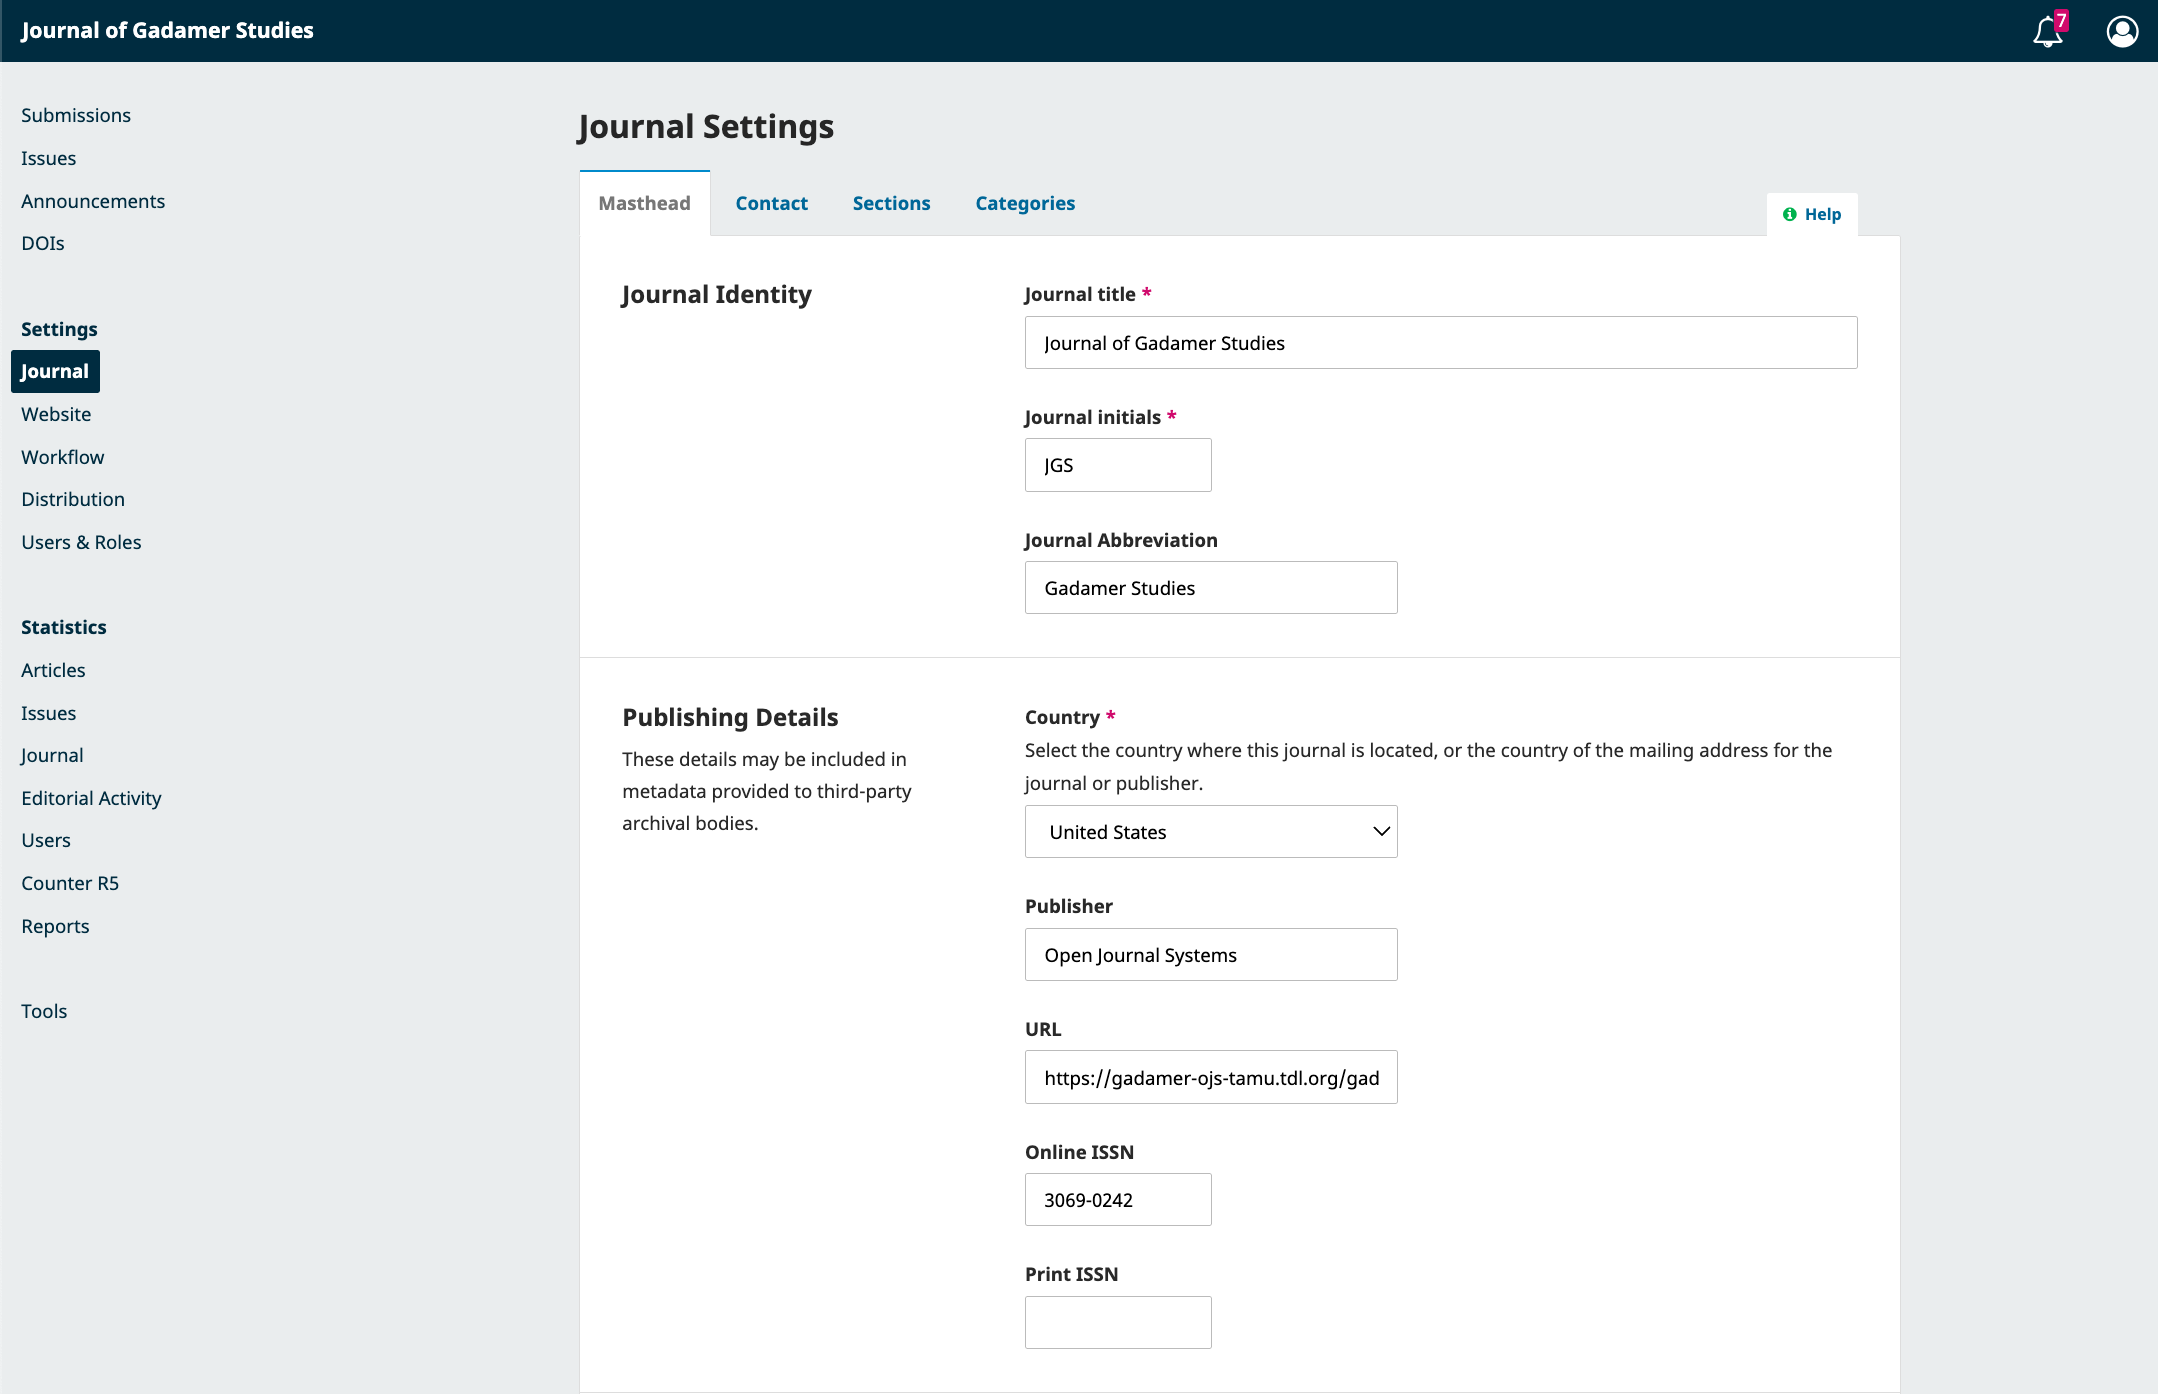 Journal of Gadamer Studies
7
Submissions
Issues
Announcements
DOIs
Settings
Journal
Website
Workflow
Distribution
Users & Roles
Statistics
Articles
Issues
Journal
Editorial Activity
Users
Counter R5
Reports
Tools
Journal Settings
Masthead
Contact
Sections
Categories
Help
Journal Identity
Journal title *
Journal of Gadamer Studies
Journal initials *
JGS
Journal Abbreviation
Gadamer Studies
Publishing Details
These details may be included in
metadata provided to third-party
archival bodies.
Country *
Select the country where this journal is located, or the country of the mailing address for the
journal or publisher.
United States
Publisher
Open Journal Systems
URL
https://gadamer-ojs-tamu.tdl.org/gad
Online ISSN
3069-0242
Print ISSN